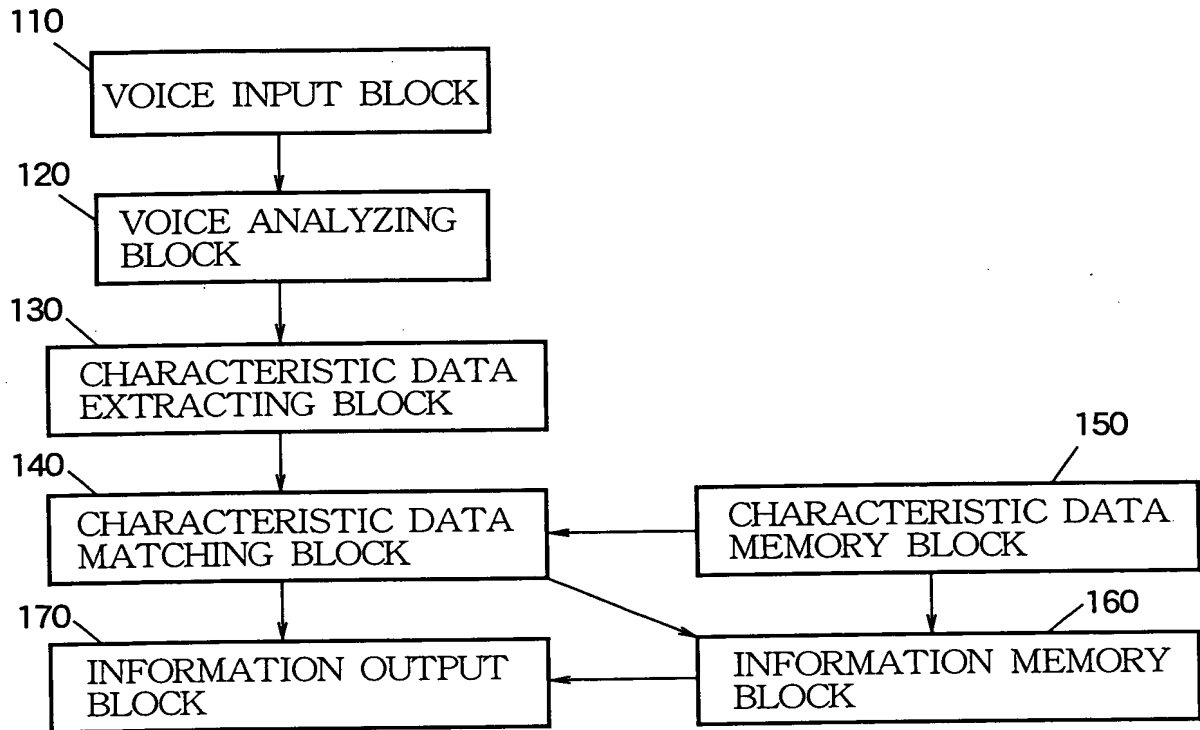 110
VOICE INPUT BLOCK
120
VOICE ANALYZING
BLOCK
130
CHARACTERISTIC DATA
EXTRACTING BLOCK
140
CHARACTERISTIC DATA
MATCHING BLOCK
150
CHARACTERISTIC DATA
MEMORY BLOCK
170
INFORMATION OUTPUT
BLOCK
160
INFORMATION MEMORY
BLOCK